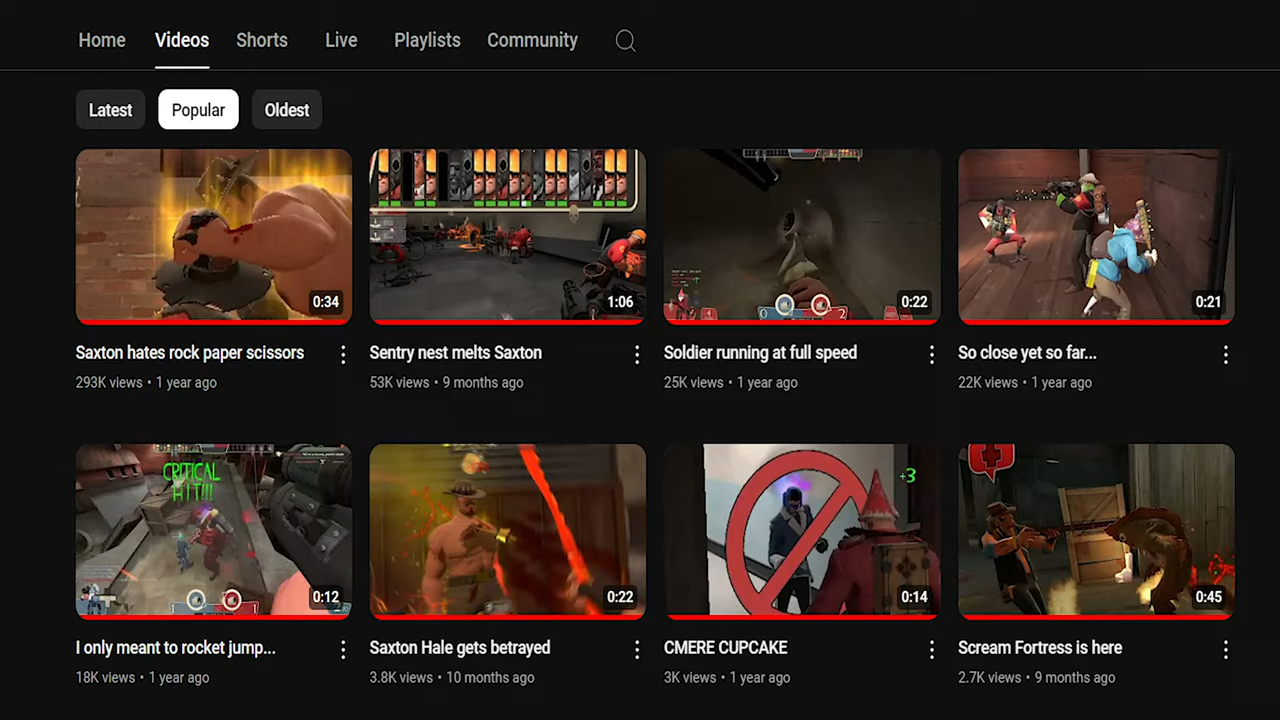 Home Videos Shorts Live Playlists Community
Latest Popular Oldest
0:34 1:06 0:22 0:21
0 2
4
Saxton hates rock paper scissors Sentry nest melts Saxton Soldier running at full speed So close yet so far...
293K views • 1 year ago 53K views • 9 months ago 25K views • 1 year ago 22K views • 1 year ago
CRITICAL
HIT!!!
+3
0:12 0:22 0:14 0:45
1
I only meant to rocket jump... Saxton Hale gets betrayed CMERE CUPCAKE Scream Fortress is here
18K views • 1 year ago 3.8K views • 10 months ago 3K views • 1 year ago 2.7K views • 9 months ago